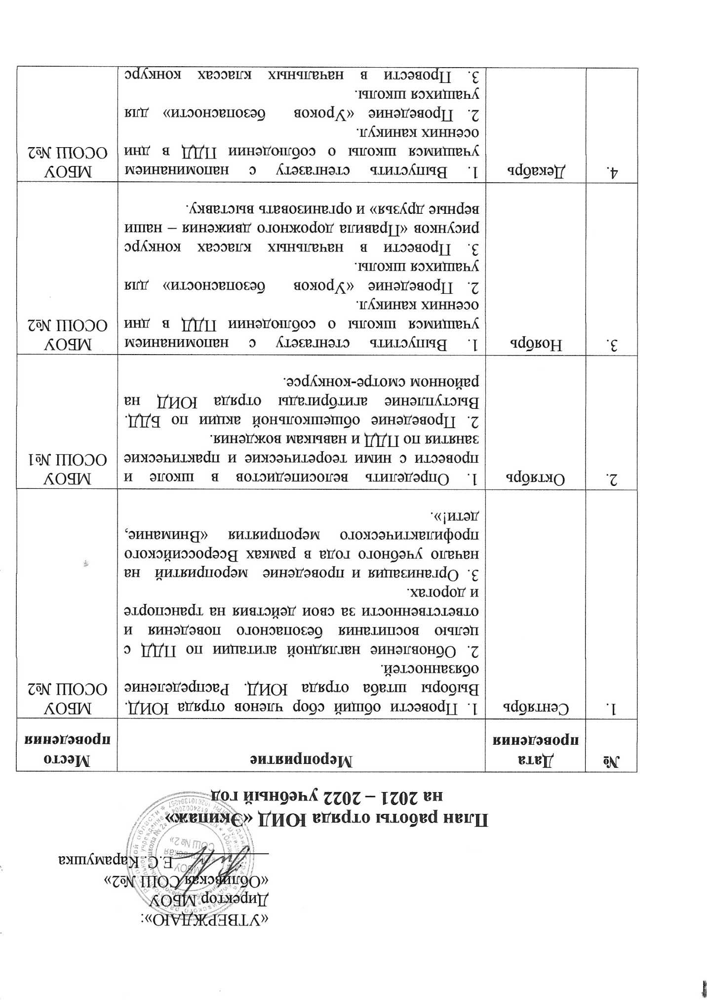 «УТВЕРЖДАЮ»:
Директор МБОУ
«Обливская СОШ №2»
Е.С. Карамушка
МБОУ
СОШ №2»
План работы отряда ЮИД «Экипаж»
на 2021 – 2022 учебный год
№
Дата
проведения
Мероприятие
Место
проведения
1.
Сентябрь
1. Провести общий сбор членов отряда ЮИД.
Выборы штаба отряда ЮИД. Распределение
обязанностей.
2. Обновление наглядной агитации по ПДД с
целью воспитания безопасного поведения и
ответственности за свои действия на транспорте
и дорогах.
3. Организация и проведение мероприятий на
начало учебного года в рамках Всероссийского
профилактического мероприятия «Внимание,
дети!».
МБОУ
ОСОШ №2
2.
Октябрь
1. Определить велосипедистов в школе и
провести с ними теоретические и практические
занятия по ПДД и навыкам вождения.
2. Проведение общешкольной акции по БДД.
Выступление агитбригады отряда ЮИД на
районном смотре-конкурсе.
МБОУ
ОСОШ №1
3.
Ноябрь
1. Выпустить стенгазету с напоминанием
учащимся школы о соблюдении ПДД в дни
осенних каникул.
2. Проведение «Уроков безопасности» для
учащихся школы.
3. Провести в начальных классах конкурс
рисунков «Правила дорожного движения – наши
верные друзья» и организовать выставку.
МБОУ
ОСОШ №2
4.
Декабрь
1. Выпустить стенгазету с напоминанием
учащимся школы о соблюдении ПДД в дни
осенних каникул.
2. Проведение «Уроков безопасности» для
учащихся школы.
3. Провести в начальных классах конкурс
МБОУ
ОСОШ №2